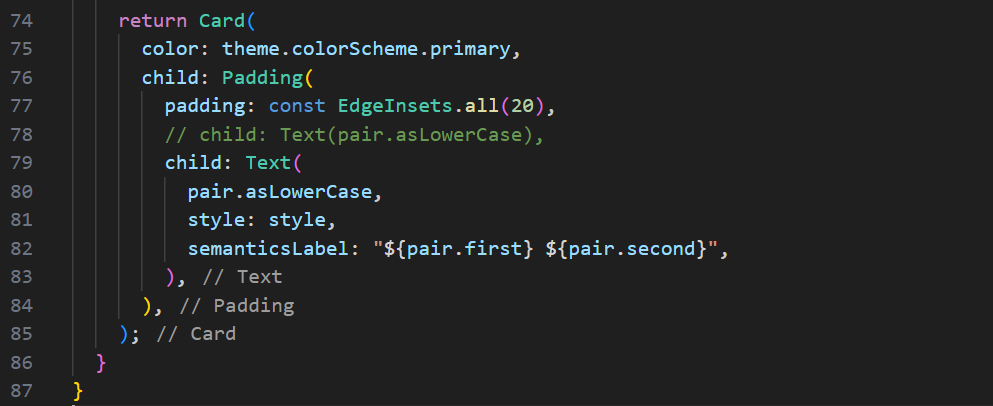 74 return Card(
75 color: theme.colorScheme.primary,
76 child: Padding(
77 padding: const EdgeInsets.all(20),
78 // child: Text(pair.asLowerCase),
79 child: Text(
80 pair.asLowerCase,
81 style: style,
82 semanticsLabel: "${pair.first} ${pair.second}",
83 ), // Text
84 ), // Padding
85 ); // Card
86 }
87 }